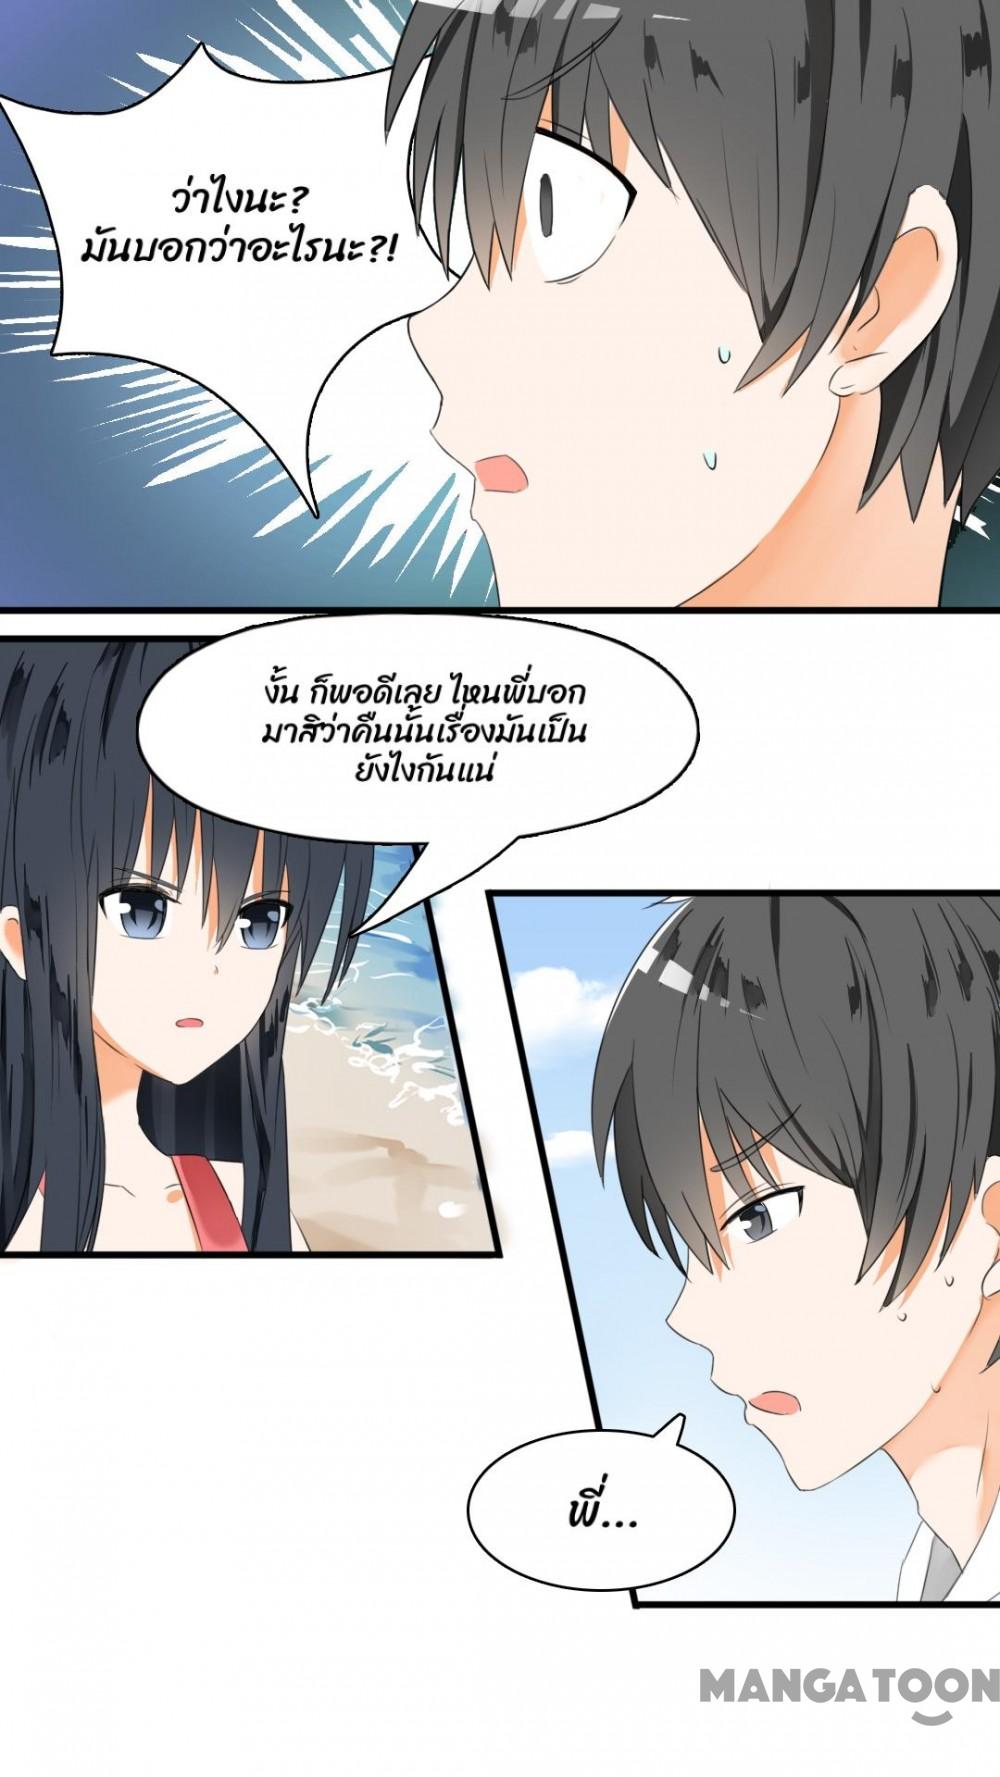 ว่าไงนะ?
มันบอกว่าอะไรนะ?!
งั้น ก็พอดีเลย ไหนพี่บอก
มาสิว่าคืนนั้นเรื่องมันเป็น
ยังไงกันแน่
พี่...
MANGATOON